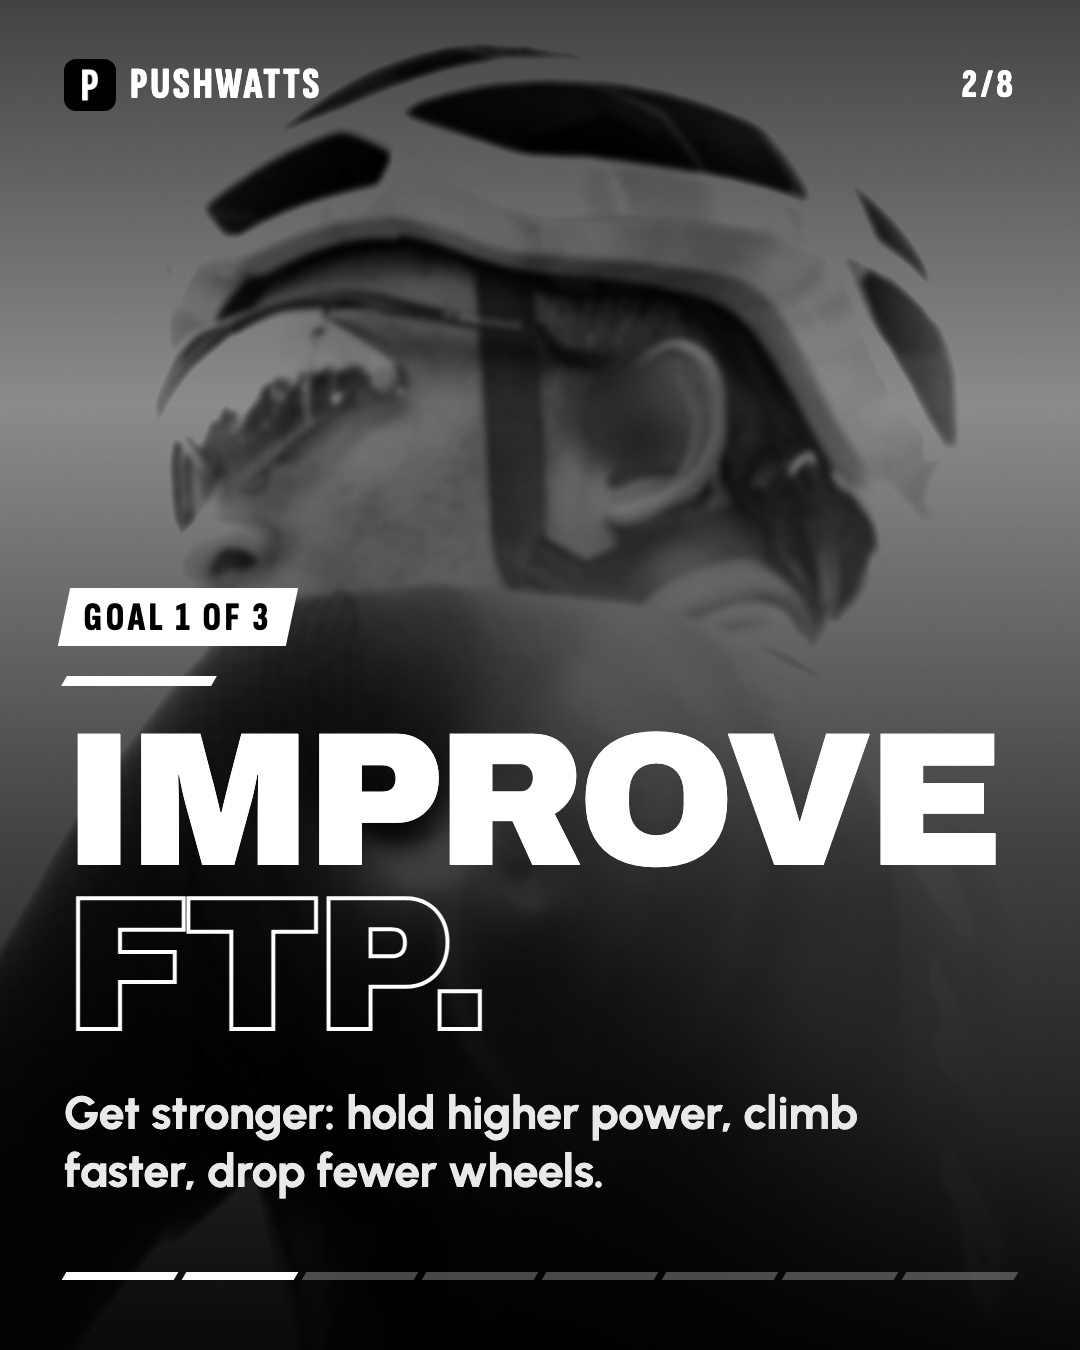 P PUSHWATTS
2/8
GOAL 1 OF 3
IMPROVE
FTP.
Get stronger: hold higher power, climb
faster, drop fewer wheels.